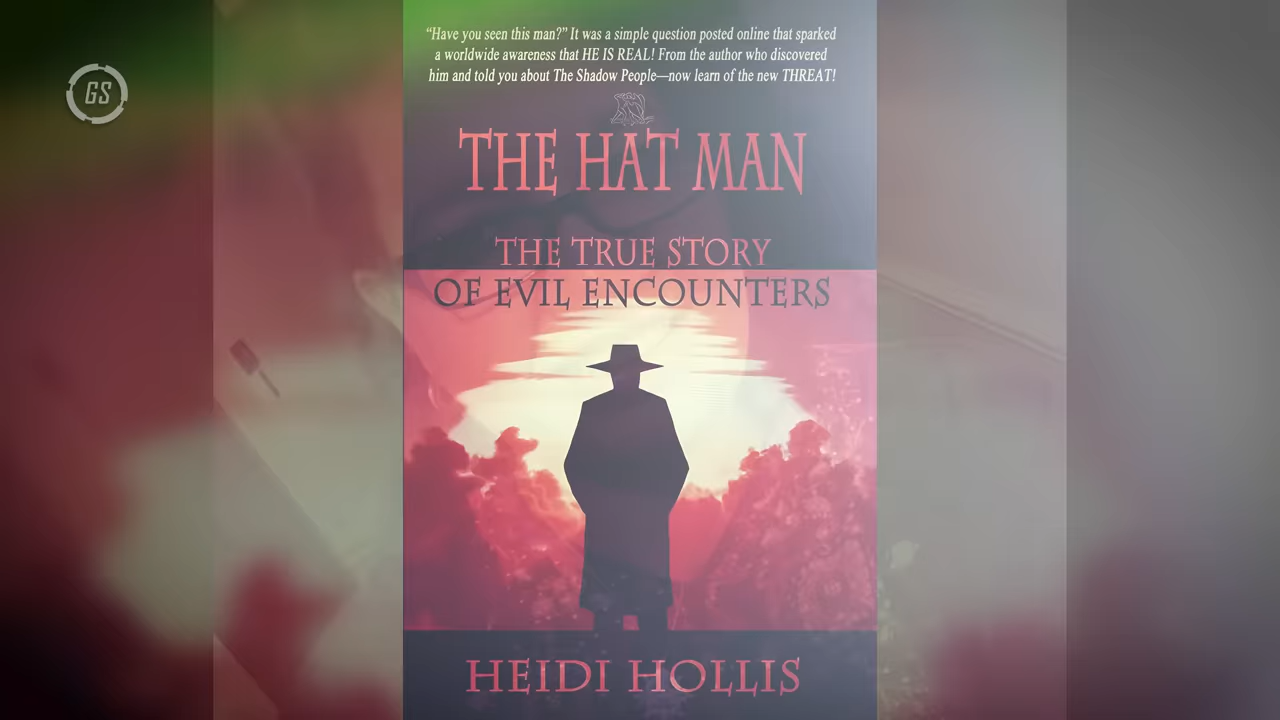 GS
“Have you seen this man?” It was a simple question posted online that sparked
a worldwide awareness that HE IS REAL! From the author who discovered
him and told you about The Shadow People—now learn of the new THREAT!
THE HAT MAN
THE TRUE STORY
OF EVIL ENCOUNTERS
HEIDI HOLLIS